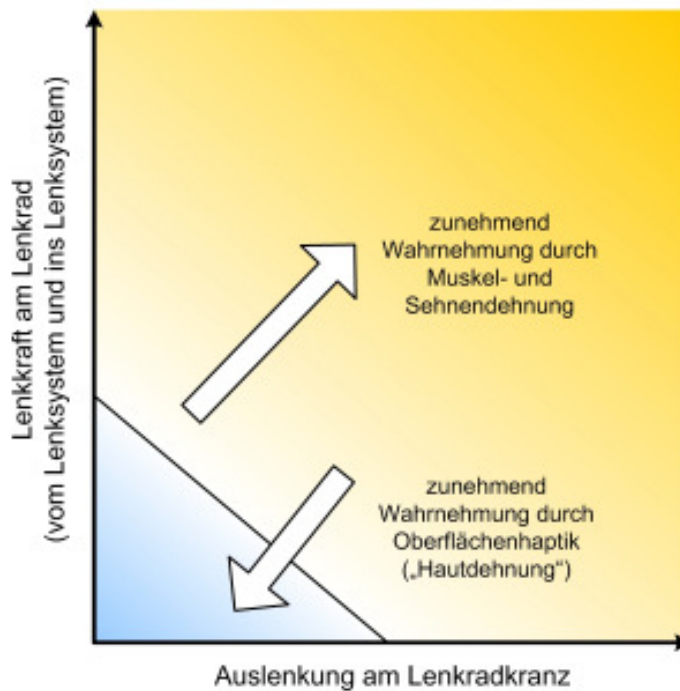 Lenkkraft am Lenkrad
(vom Lenksystem und ins Lenksystem)
zunehmend
Wahrnehmung durch
Muskel- und
Sehnendehnung
zunehmend
Wahrnehmung durch
Oberflächenhaptik
(„Hautdehnung“)
Auslenkung am Lenkradkranz